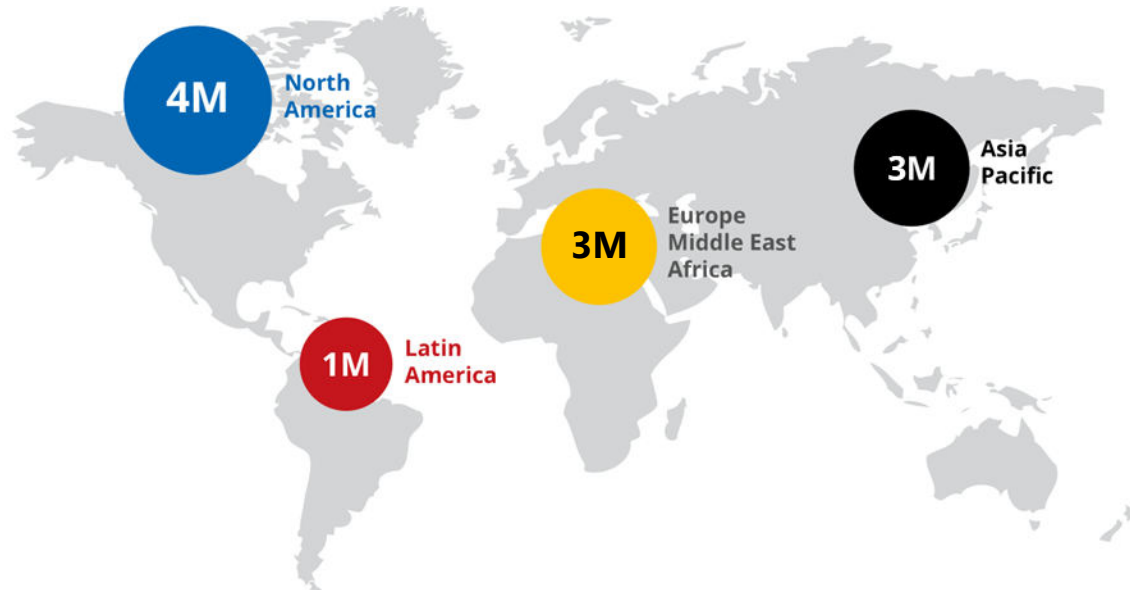 4M
North
America
3M
Asia
Pacific
3M
Europe
Middle East
Africa
1M
Latin
America